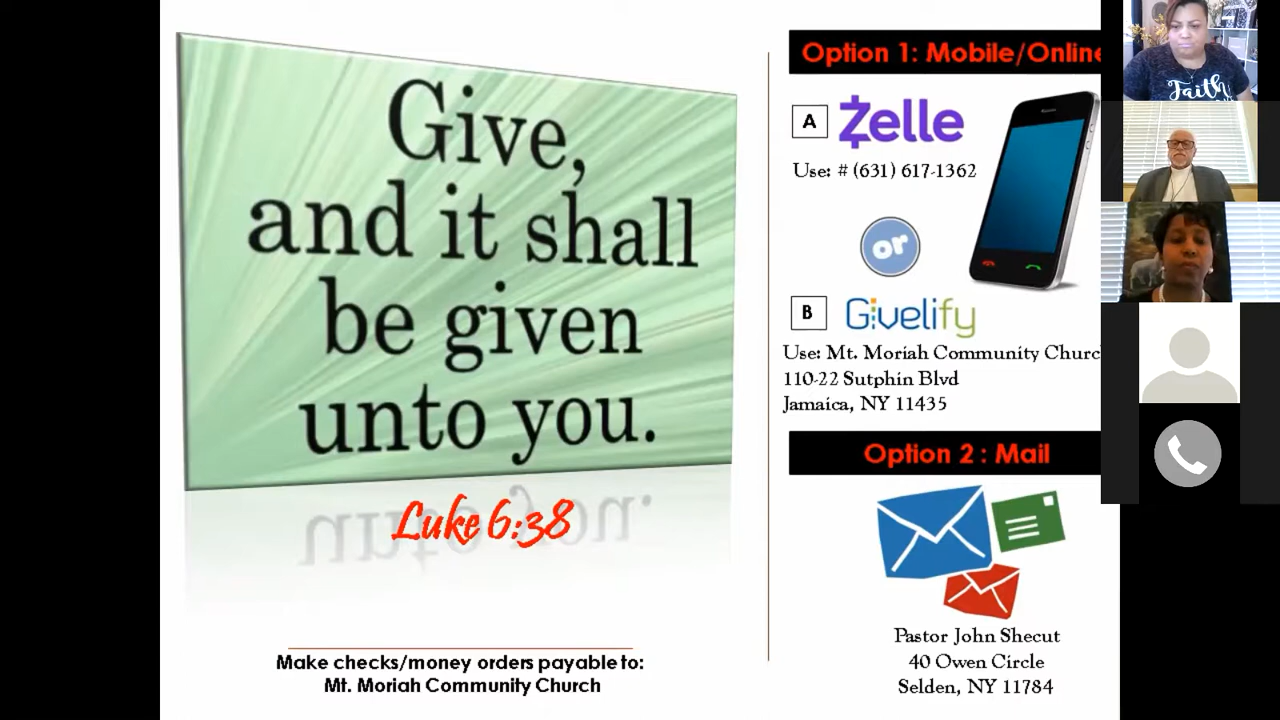 Give,
and it shall
be given
unto you.
Luke 6:38
Make checks/money orders payable to:
Mt. Moriah Community Church
Option 1: Mobile/Online
A
Zelle
Use: # (631) 617-1362
or
B
Givelify
Use: Mt. Moriah Community Churc
110-22 Sutphin Blvd
Jamaica, NY 11435
Option 2 : Mail
Pastor John Shecut
40 Owen Circle
Selden, NY 11784
Faith